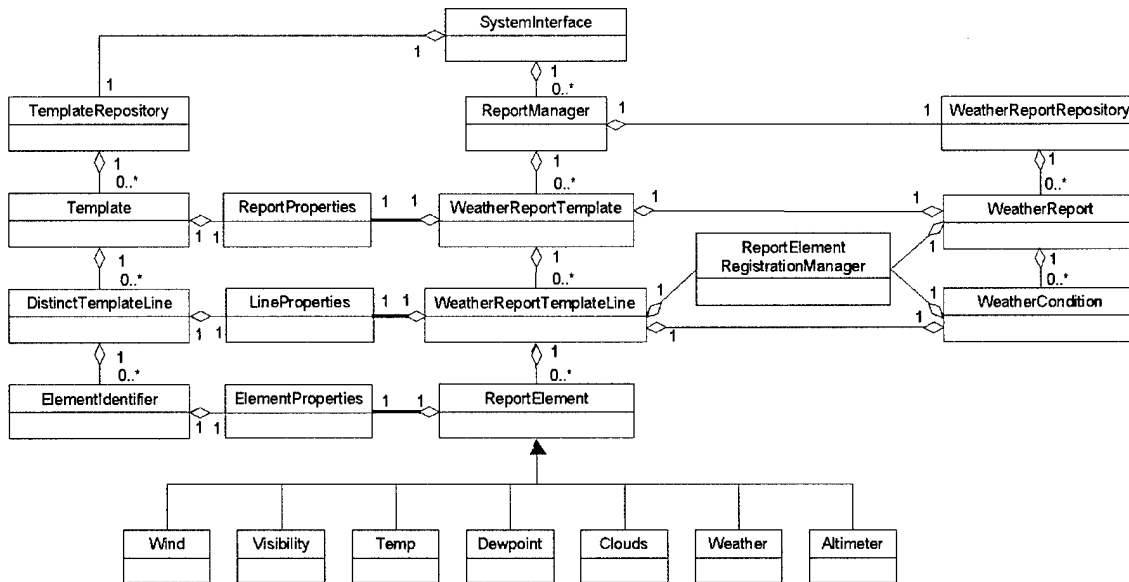 SystemInterface
1
1
1
0..*
TemplateRepository
ReportManager
1
1
WeatherReportRepository
1
0..*
1
0..*
1
0..*
Template
1
1
ReportProperties
1
1
WeatherReportTemplate
1
1
WeatherReport
1
0..*
1
0..*
ReportElement
RegistrationManager
1
1
0..*
DistinctTemplateLine
1
1
LineProperties
1
1
WeatherReportTemplateLine
1
1
1
1
WeatherCondition
1
0..*
1
0..*
ElementIdentifier
1
1
ElementProperties
1
1
ReportElement
Wind
Visibility
Temp
Dewpoint
Clouds
Weather
Altimeter